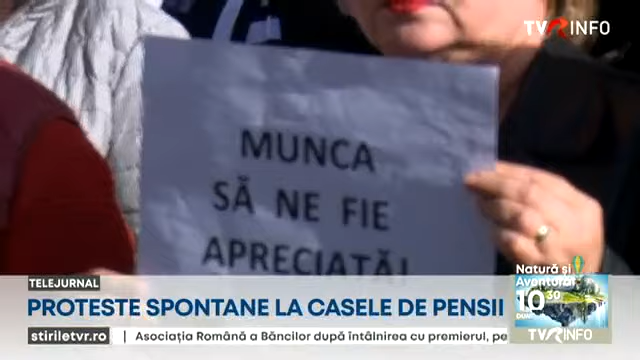 TVR INFO
MUNCA
SĂ NE FIE
APRECIATĂ!
TELEJURNAL
Natură și
Aventură!
10 30
PROTESTE SPONTANE LA CASELE DE PENSII
TVR INFO
stiriletvr.ro | Asociația Română a Băncilor după întâlnirea cu premierul, pe